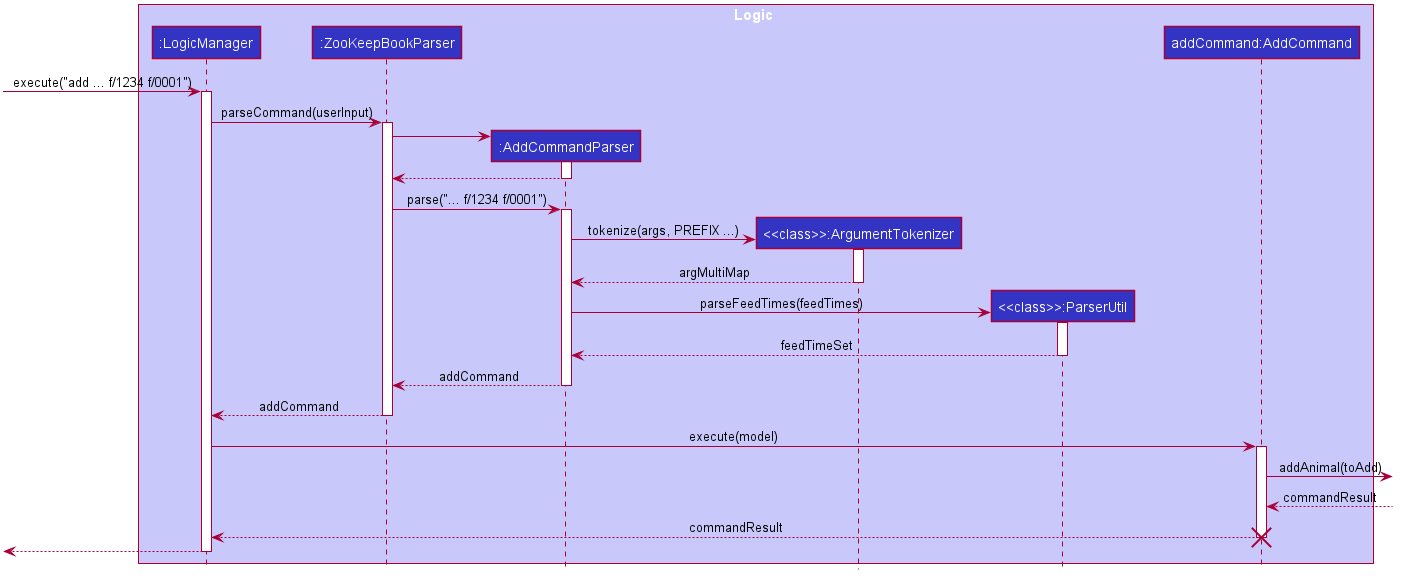 Logic
:LogicManager
:ZooKeepBookParser
addCommand:AddCommand
execute("add ... f/1234 f/0001")
parseCommand(userInput)
:AddCommandParser
parse("... f/1234 f/0001")
tokenize(args, PREFIX ...)
<<class>>:ArgumentTokenizer
argMultiMap
parseFeedTimes(feedTimes)
<<class>>:ParserUtil
feedTimeSet
addCommand
addCommand
execute(model)
addAnimal(toAdd)
commandResult
commandResult